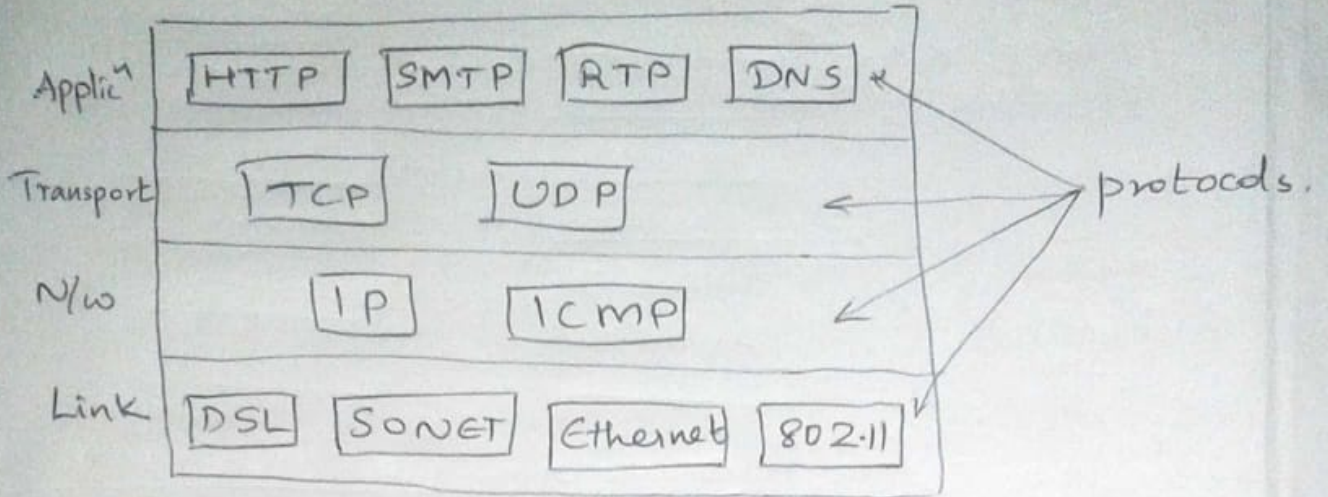 Applicⁿ HTTP SMTP RTP DNS
Transport TCP UDP protocols.
N/w IP ICMP
Link DSL SONET Ethernet 802.11